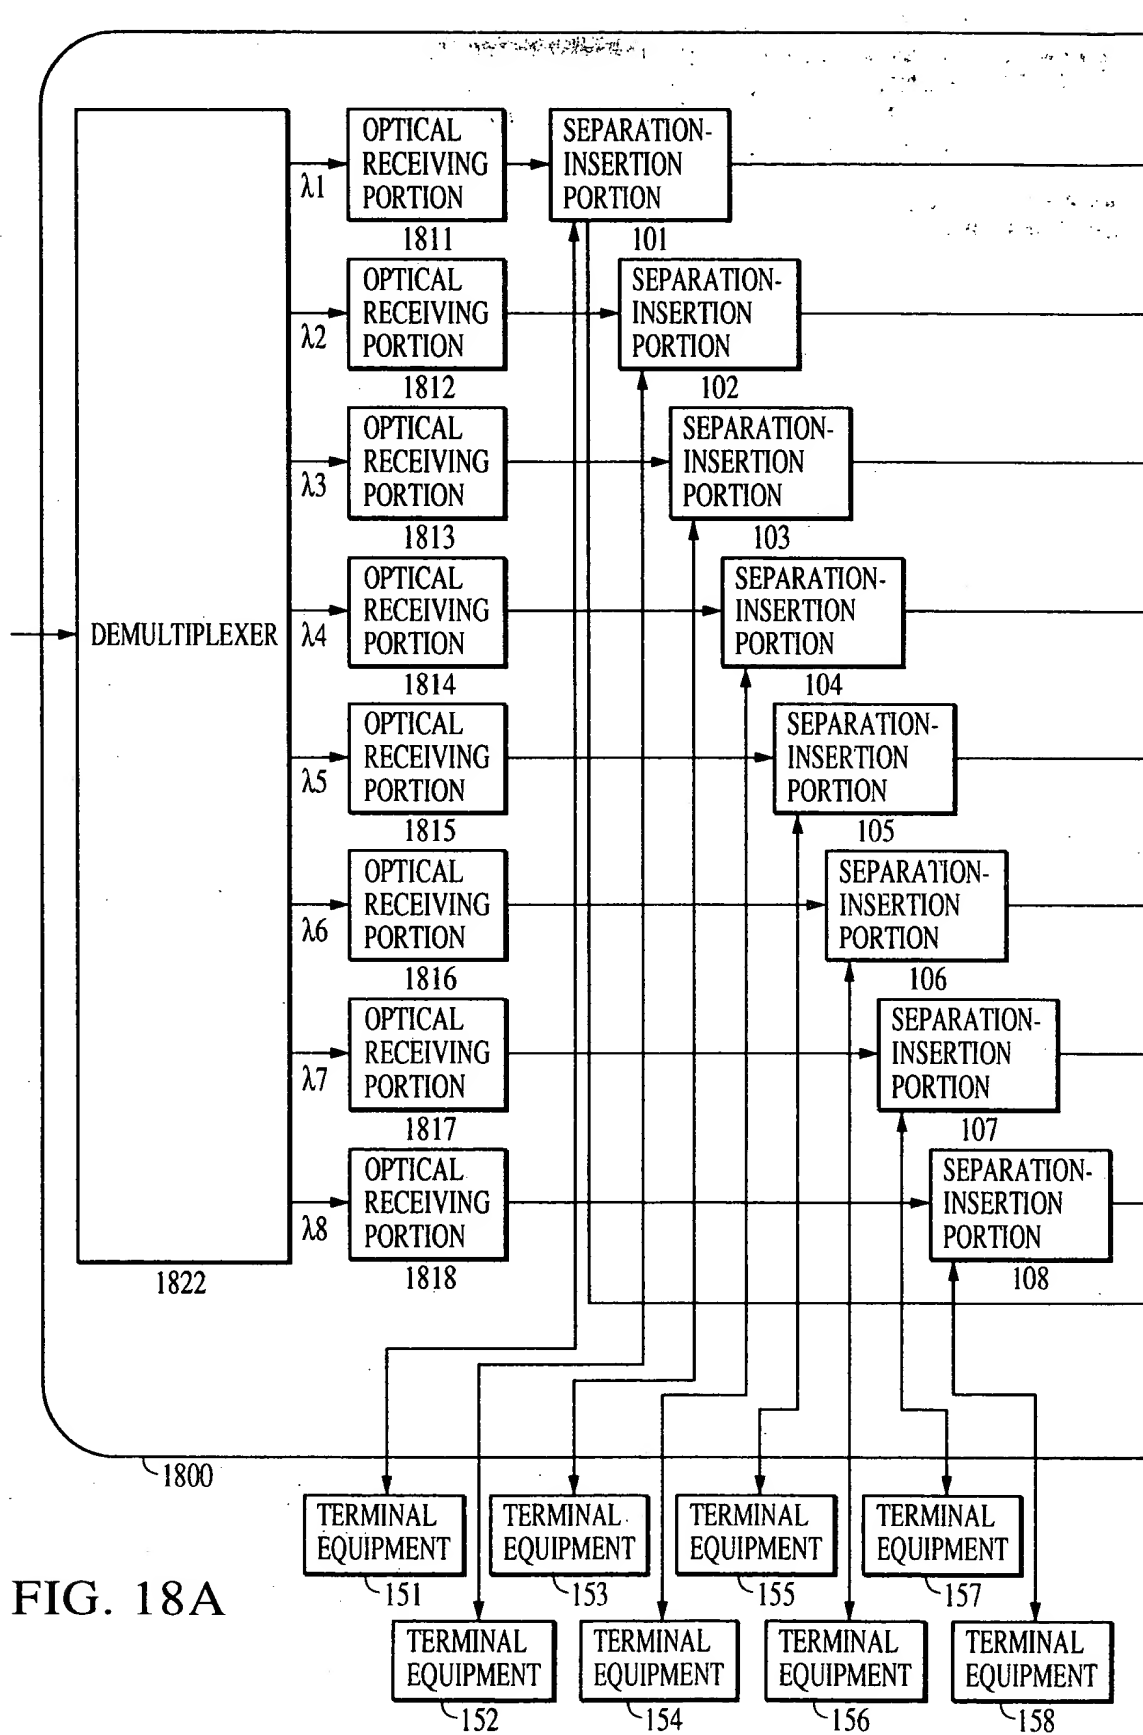 OPTICAL
RECEIVING
PORTION
1811
SEPARATION-
INSERTION
PORTION
101
λ1
OPTICAL
RECEIVING
PORTION
1812
SEPARATION-
INSERTION
PORTION
102
λ2
OPTICAL
RECEIVING
PORTION
1813
SEPARATION-
INSERTION
PORTION
103
λ3
OPTICAL
RECEIVING
PORTION
1814
SEPARATION-
INSERTION
PORTION
104
DEMULTIPLEXER
λ4
OPTICAL
RECEIVING
PORTION
1815
SEPARATION-
INSERTION
PORTION
105
λ5
OPTICAL
RECEIVING
PORTION
1816
SEPARATION-
INSERTION
PORTION
106
λ6
OPTICAL
RECEIVING
PORTION
1817
SEPARATION-
INSERTION
PORTION
107
λ7
OPTICAL
RECEIVING
PORTION
1818
SEPARATION-
INSERTION
PORTION
108
λ8
1822
1800
TERMINAL
EQUIPMENT
151
TERMINAL
EQUIPMENT
153
TERMINAL
EQUIPMENT
155
TERMINAL
EQUIPMENT
157
FIG. 18A
TERMINAL
EQUIPMENT
152
TERMINAL
EQUIPMENT
154
TERMINAL
EQUIPMENT
156
TERMINAL
EQUIPMENT
158